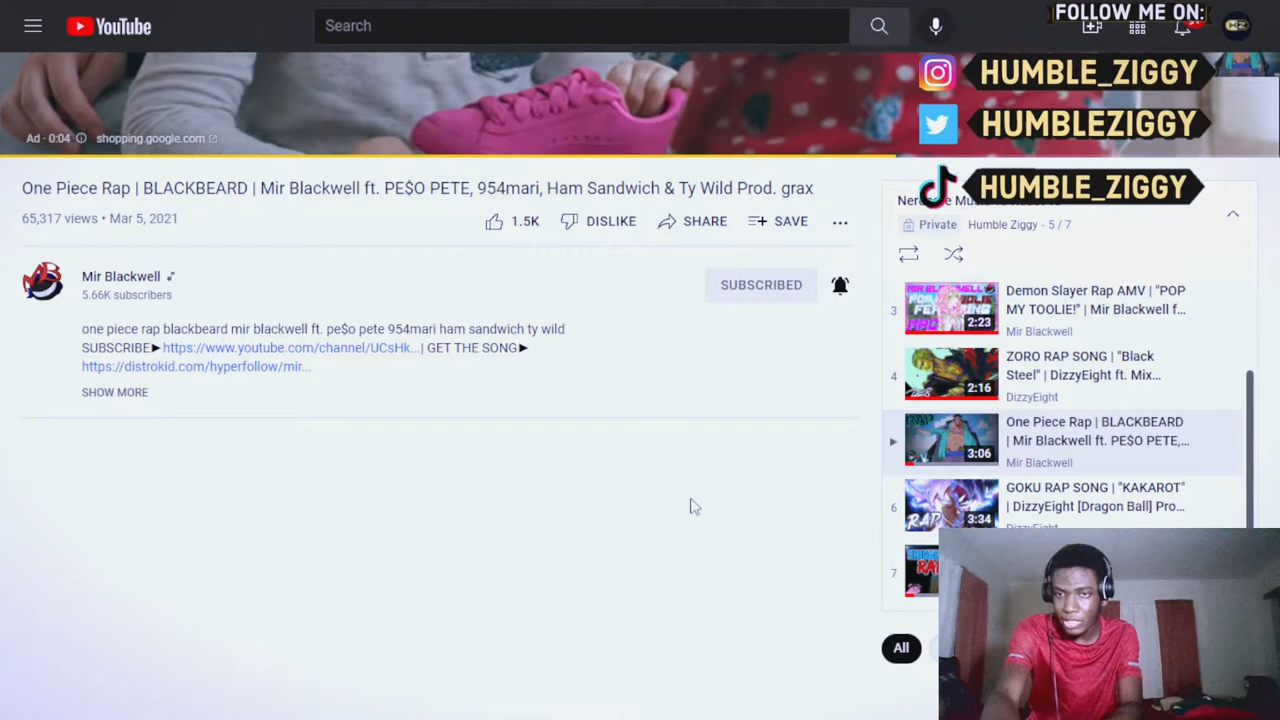 FOLLOW ME ON:
YouTube
Search
HUMBLE_ZIGGY
HUMBLEZIGGY
HUMBLE_ZIGGY
Ad · 0:04
shopping.google.com
One Piece Rap | BLACKBEARD | Mir Blackwell ft. PE$O PETE, 954mari, Ham Sandwich & Ty Wild Prod. grax
65,317 views • Mar 5, 2021
1.5K
DISLIKE
SHARE
SAVE
Mir Blackwell
5.66K subscribers
SUBSCRIBED
one piece rap blackbeard mir blackwell ft. pe$o pete 954mari ham sandwich ty wild
SUBSCRIBE►https://www.youtube.com/channel/UCsHk...| GET THE SONG►
https://distrokid.com/hyperfollow/mir...
SHOW MORE
Private
Humble Ziggy - 5 / 7
3
2:23
Demon Slayer Rap AMV | "POP
MY TOOLIE!" | Mir Blackwell f...
Mir Blackwell
4
2:16
ZORO RAP SONG | "Black
Steel" | DizzyEight ft. Mix...
DizzyEight
3:06
One Piece Rap | BLACKBEARD
| Mir Blackwell ft. PE$O PETE,...
Mir Blackwell
6
RAP
3:34
GOKU RAP SONG | "KAKAROT"
| DizzyEight [Dragon Ball] Pro...
DizzyEight
7
All